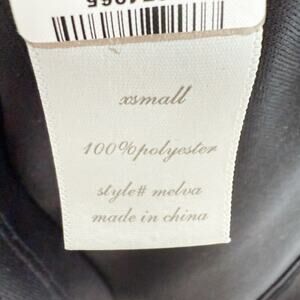 xsmall
100%polyester
style# melva
made in china